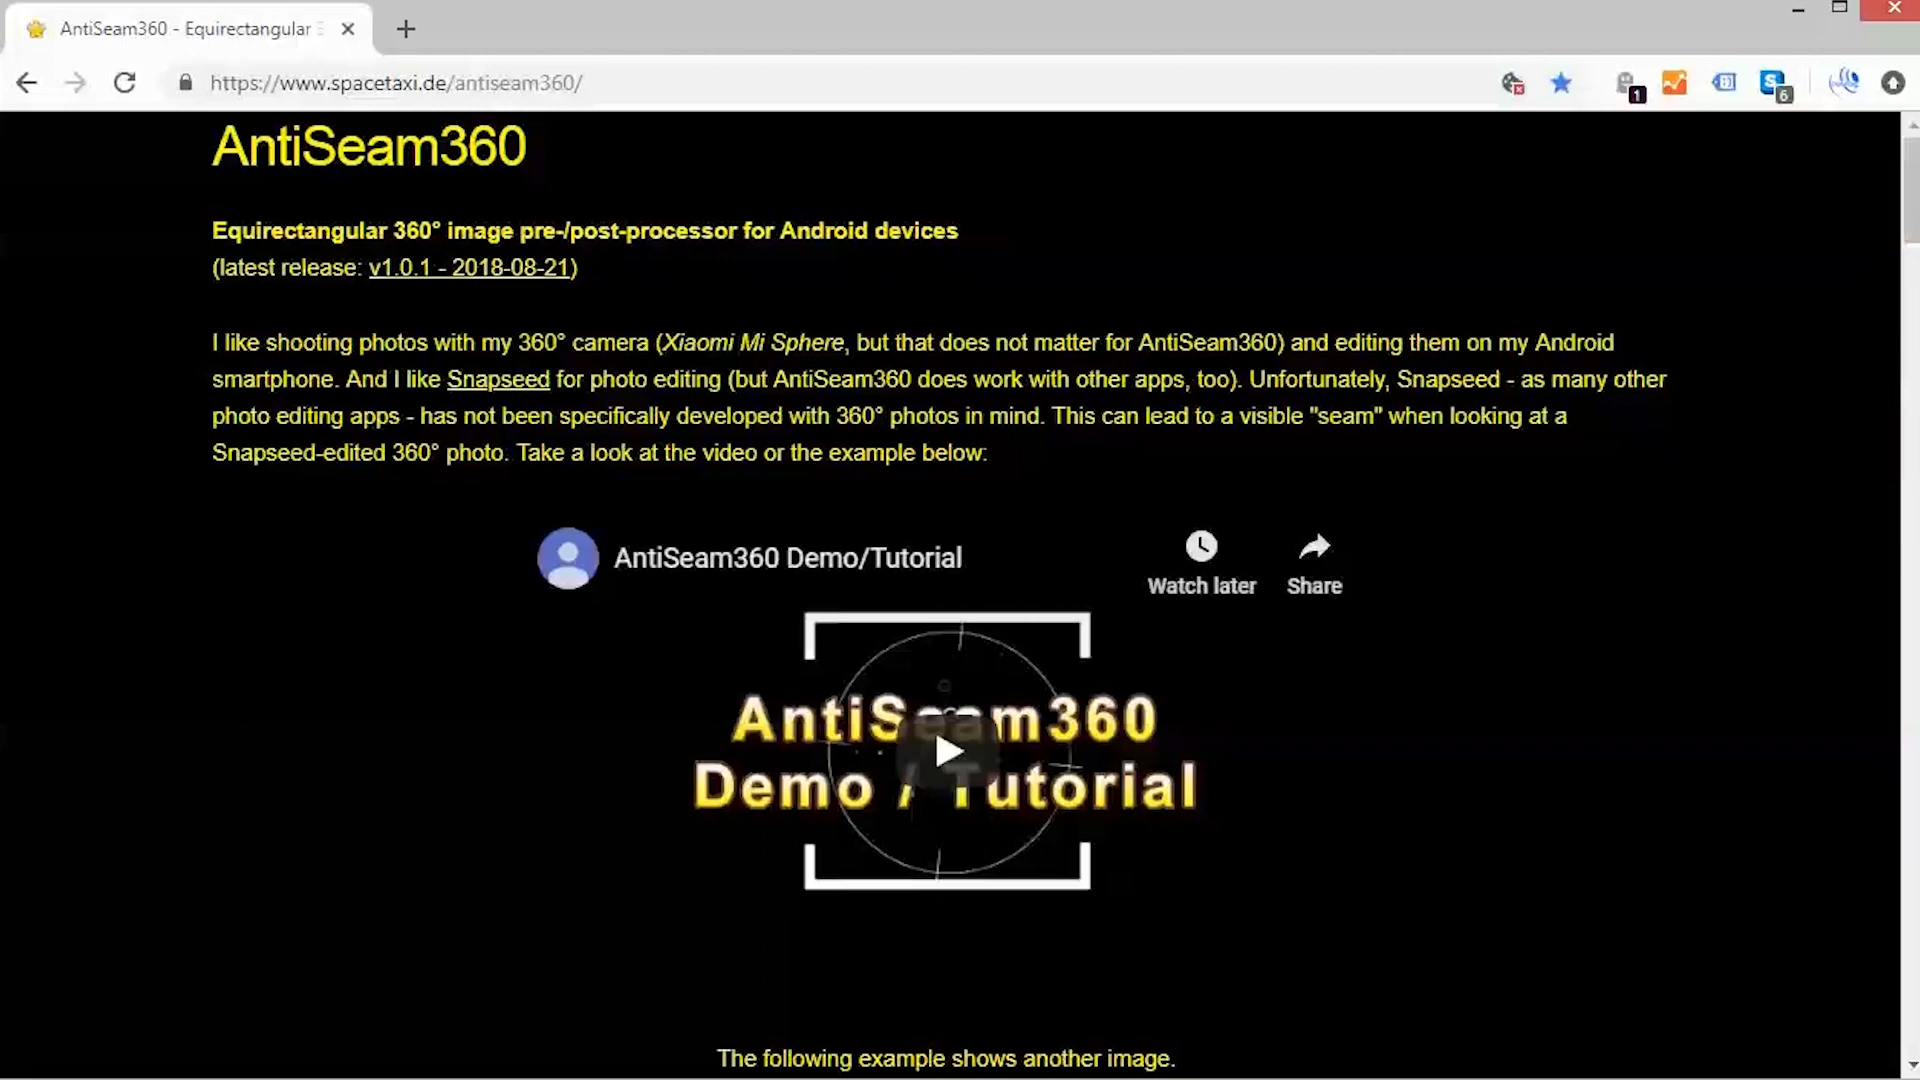 AntiSeam360 - Equirectangular
https://www.spacetaxi.de/antiseam360/
1
6
AntiSeam360
Equirectangular 360° image pre-/post-processor for Android devices
(latest release: v1.0.1 - 2018-08-21)
I like shooting photos with my 360° camera (Xiaomi Mi Sphere, but that does not matter for AntiSeam360) and editing them on my Android
smartphone. And I like Snapseed for photo editing (but AntiSeam360 does work with other apps, too). Unfortunately, Snapseed - as many other
photo editing apps - has not been specifically developed with 360° photos in mind. This can lead to a visible "seam" when looking at a
Snapseed-edited 360° photo. Take a look at the video or the example below:
AntiSeam360 Demo/Tutorial
Watch later
Share
AntiSeam360
Demo / Tutorial
The following example shows another image.